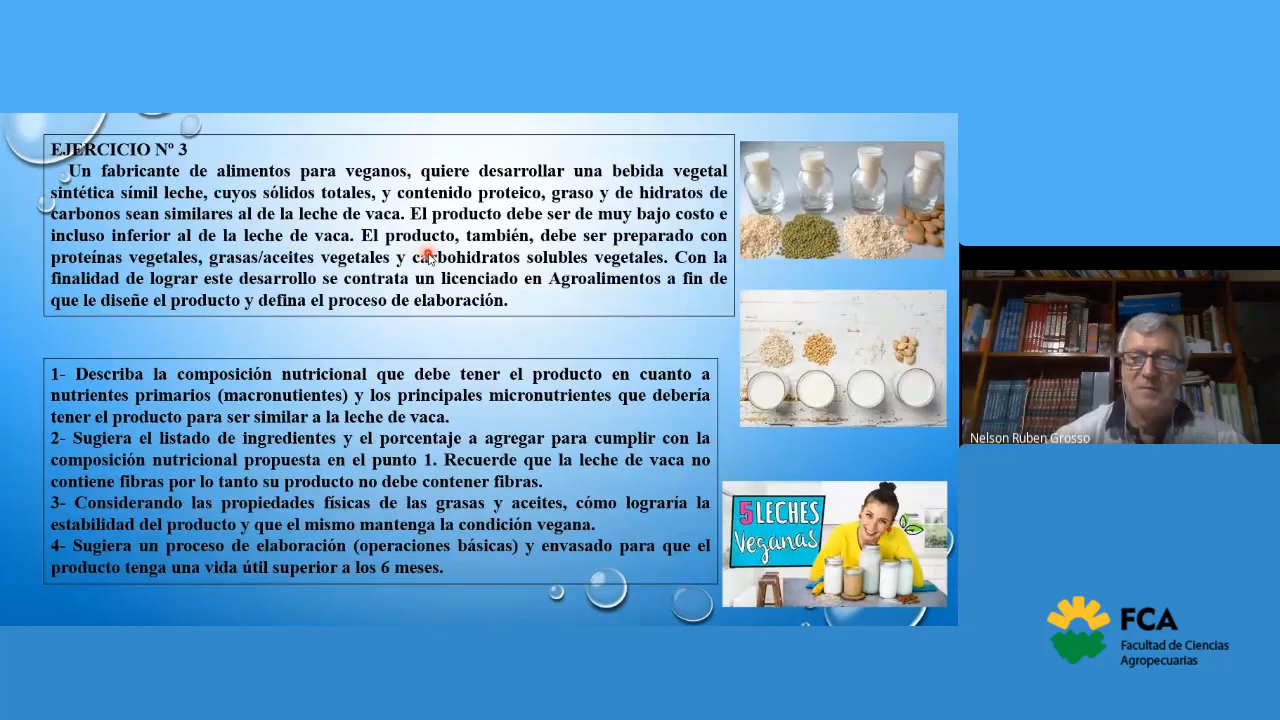 EJERCICIO Nº 3
Un fabricante de alimentos para veganos, quiere desarrollar una bebida vegetal
sintética símil leche, cuyos sólidos totales, y contenido proteico, graso y de hidratos de
carbonos sean similares al de la leche de vaca. El producto debe ser de muy bajo costo e
incluso inferior al de la leche de vaca. El producto, también, debe ser preparado con
proteínas vegetales, grasas/aceites vegetales y carbohidratos solubles vegetales. Con la
finalidad de lograr este desarrollo se contrata un licenciado en Agroalimentos a fin de
que le diseñe el producto y defina el proceso de elaboración.
1- Describa la composición nutricional que debe tener el producto en cuanto a
nutrientes primarios (macronutientes) y los principales micronutrientes que debería
tener el producto para ser similar a la leche de vaca.
2- Sugiera el listado de ingredientes y el porcentaje a agregar para cumplir con la
composición nutricional propuesta en el punto 1. Recuerde que la leche de vaca no
contiene fibras por lo tanto su producto no debe contener fibras.
3- Considerando las propiedades físicas de las grasas y aceites, cómo lograría la
estabilidad del producto y que el mismo mantenga la condición vegana.
4- Sugiera un proceso de elaboración (operaciones básicas) y envasado para que el
producto tenga una vida útil superior a los 6 meses.
5 LECHES
Veganas
Nelson Ruben Grosso
FCA
Facultad de Ciencias
Agropecuarias